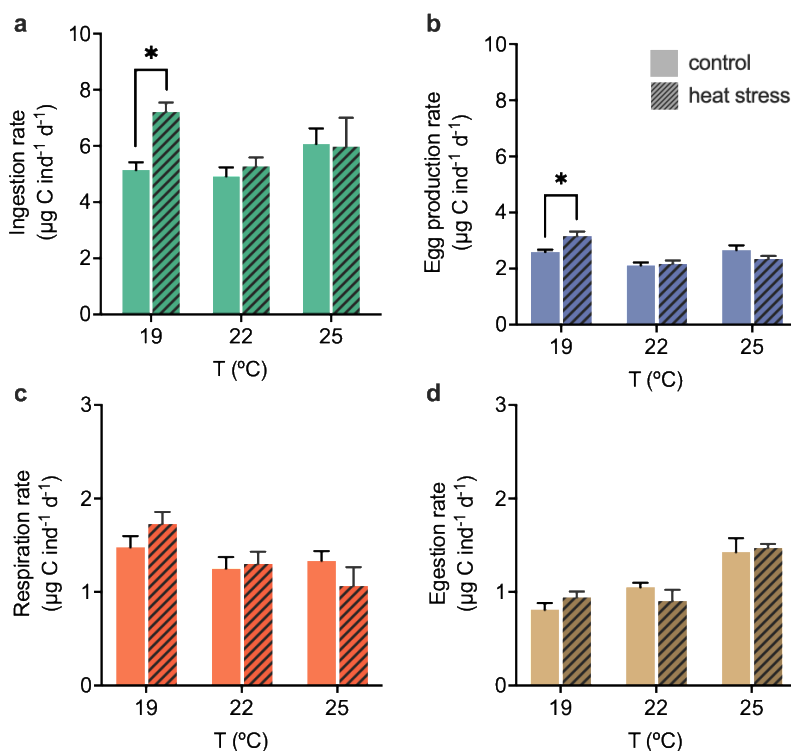 a
Ingestion rate
(µg C ind-1 d-1)
10
8
6
4
2
0
*
19 22 25
T (ºC)
b
Egg production rate
(µg C ind-1 d-1)
10
8
6
4
2
0
*
control
heat stress
19 22 25
T (ºC)
c
Respiration rate
(µg C ind-1 d-1)
3
2
1
0
19 22 25
T (ºC)
d
Egestion rate
(µg C ind-1 d-1)
3
2
1
0
19 22 25
T (ºC)